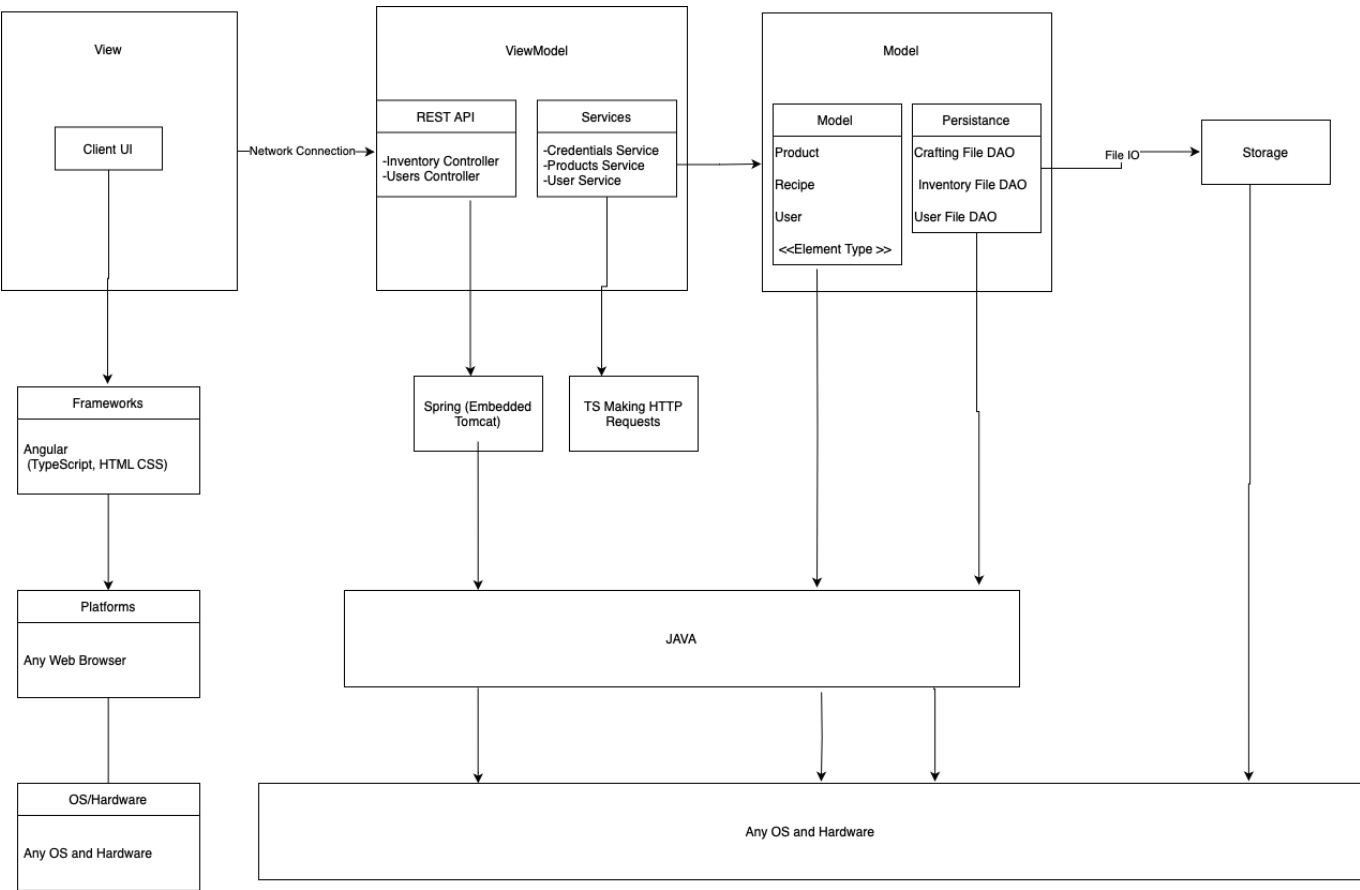 View
ViewModel
Model
Client UI
Network Connection
REST API
-Inventory Controller
-Users Controller
Services
-Credentials Service
-Products Service
-User Service
Model
Product
Recipe
User
<<Element Type >>
Persistance
Crafting File DAO
Inventory File DAO
User File DAO
File IO
Storage
Frameworks
Angular
(TypeScript, HTML CSS)
Spring (Embedded
Tomcat)
TS Making HTTP
Requests
Platforms
Any Web Browser
JAVA
OS/Hardware
Any OS and Hardware
Any OS and Hardware